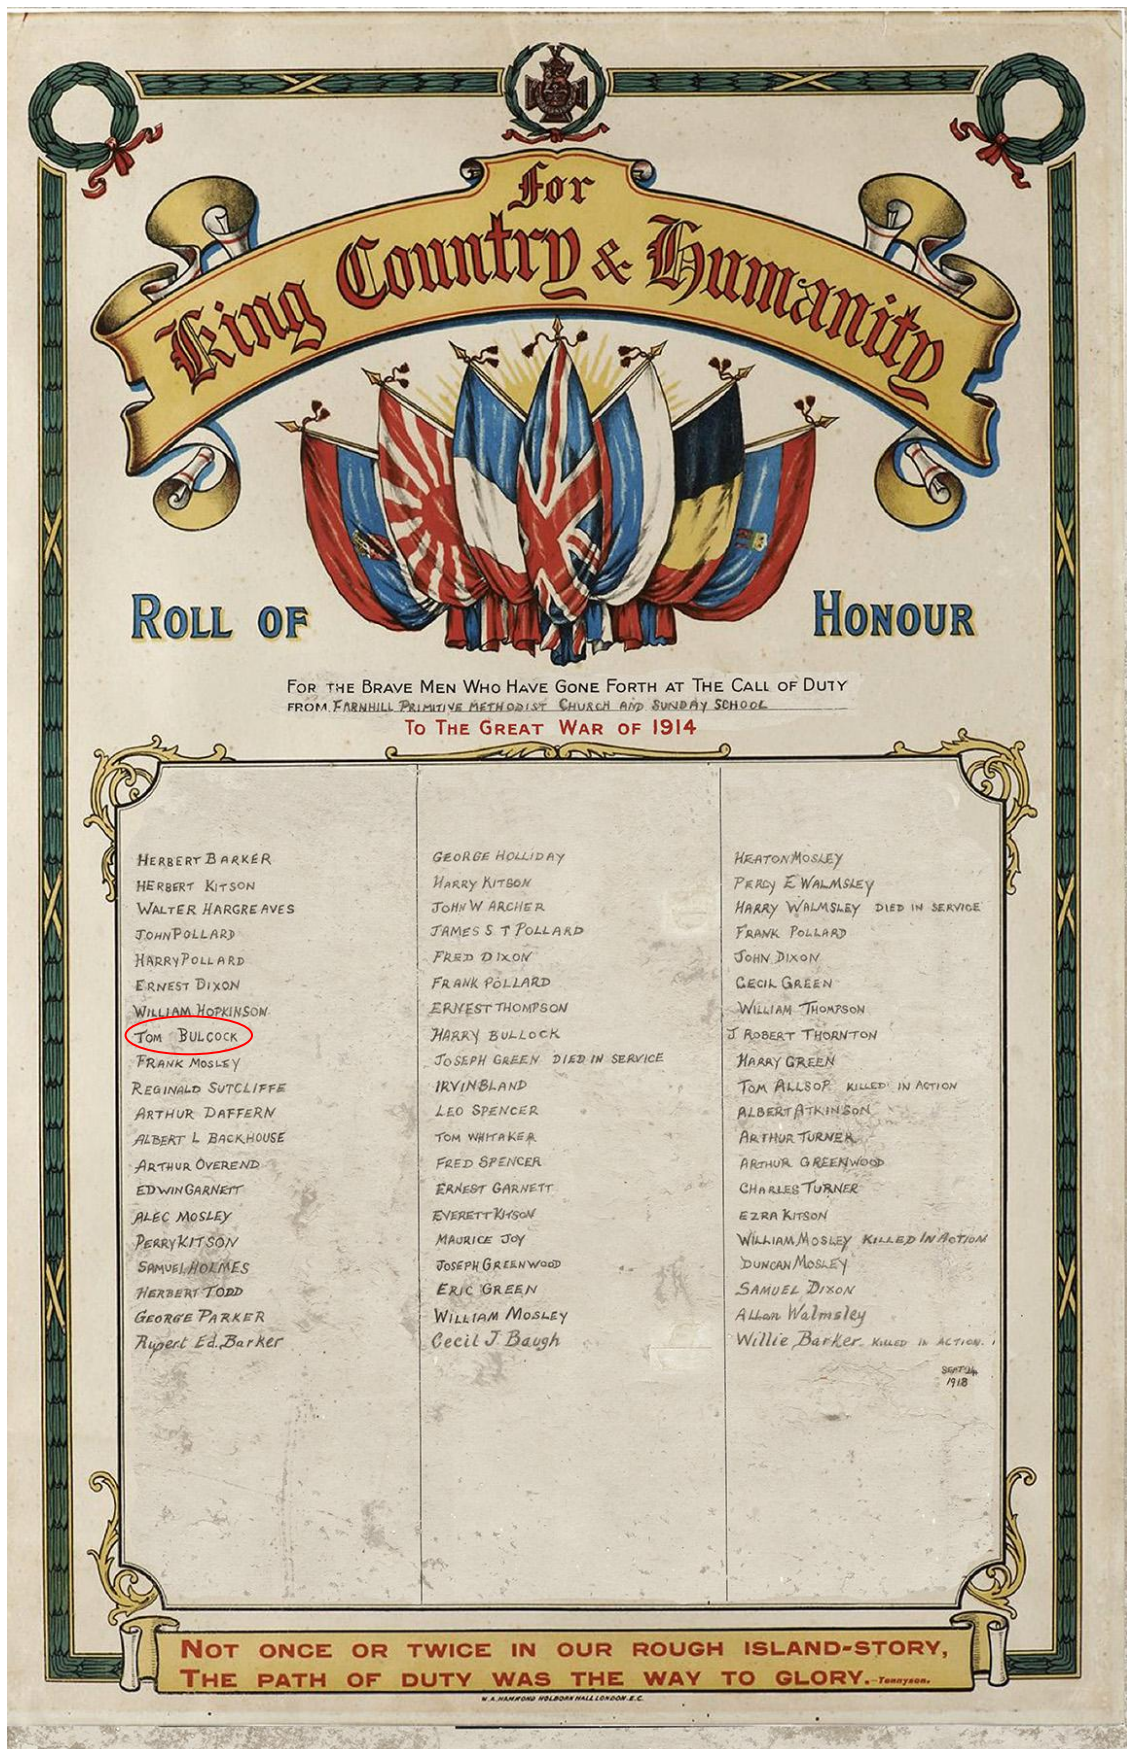 For
King Country & Humanity
ROLL OF HONOUR
FOR THE BRAVE MEN WHO HAVE GONE FORTH AT THE CALL OF DUTY
FROM FARNHILL PRIMITIVE METHODIST CHURCH AND SUNDAY SCHOOL
TO THE GREAT WAR OF 1914
HERBERT BARKER
HERBERT KITSON
WALTER HARGREAVES
JOHN POLLARD
HARRY POLLARD
ERNEST DIXON
WILLIAM HOPKINSON
TOM BULCOCK
FRANK MOSLEY
REGINALD SUTCLIFFE
ARTHUR DAFFERN
ALBERT L BACKHOUSE
ARTHUR OVEREND
EDWIN GARNETT
ALEC MOSLEY
PERRY KITSON
SAMUEL HOLMES
HERBERT TODD
GEORGE PARKER
Rupert Ed. Barker
GEORGE HOLLIDAY
HARRY KITSON
JOHN W ARCHER
JAMES S T POLLARD
FRED DIXON
FRANK POLLARD
ERNEST THOMPSON
HARRY BULLOCK
JOSEPH GREEN DIED IN SERVICE
IRVIN BLAND
LEO SPENCER
TOM WHITAKER
FRED SPENCER
ERNEST GARNETT
EVERETT KITSON
MAURICE JOY
JOSEPH GREENWOOD
ERIC GREEN
WILLIAM MOSLEY
Cecil J Baugh
HEATON MOSLEY
PERCY E WALMSLEY
HARRY WALMSLEY DIED IN SERVICE
FRANK POLLARD
JOHN DIXON
CECIL GREEN
WILLIAM THOMPSON
J ROBERT THORNTON
HARRY GREEN
TOM ALLSOP KILLED IN ACTION
ALBERT ATKINSON
ARTHUR TURNER
ARTHUR GREENWOOD
CHARLES TURNER
EZRA KITSON
WILLIAM MOSLEY KILLED IN ACTION
DUNCAN MOSLEY
SAMUEL DIXON
Allan Walmsley
Willie Barker KILLED IN ACTION.
1918
NOT ONCE OR TWICE IN OUR ROUGH ISLAND-STORY,
THE PATH OF DUTY WAS THE WAY TO GLORY.-Tennyson.
W.A.HAMMOND HOLBORN HALL LONDON.E.C.